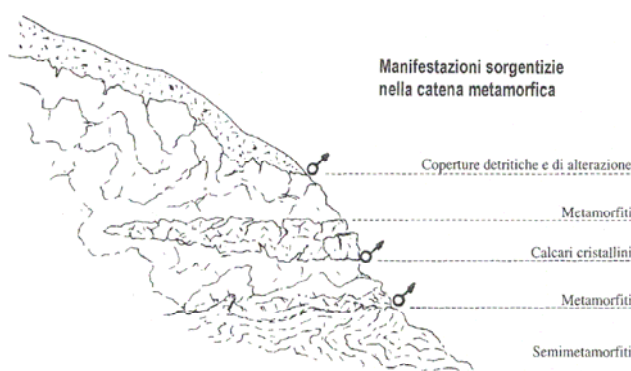 Manifestazioni sorgentizie
nella catena metamorfica
Coperture detritiche e di alterazione
Metamorfiti
Calcari cristallini
Metamorfiti
Semimetamorfiti